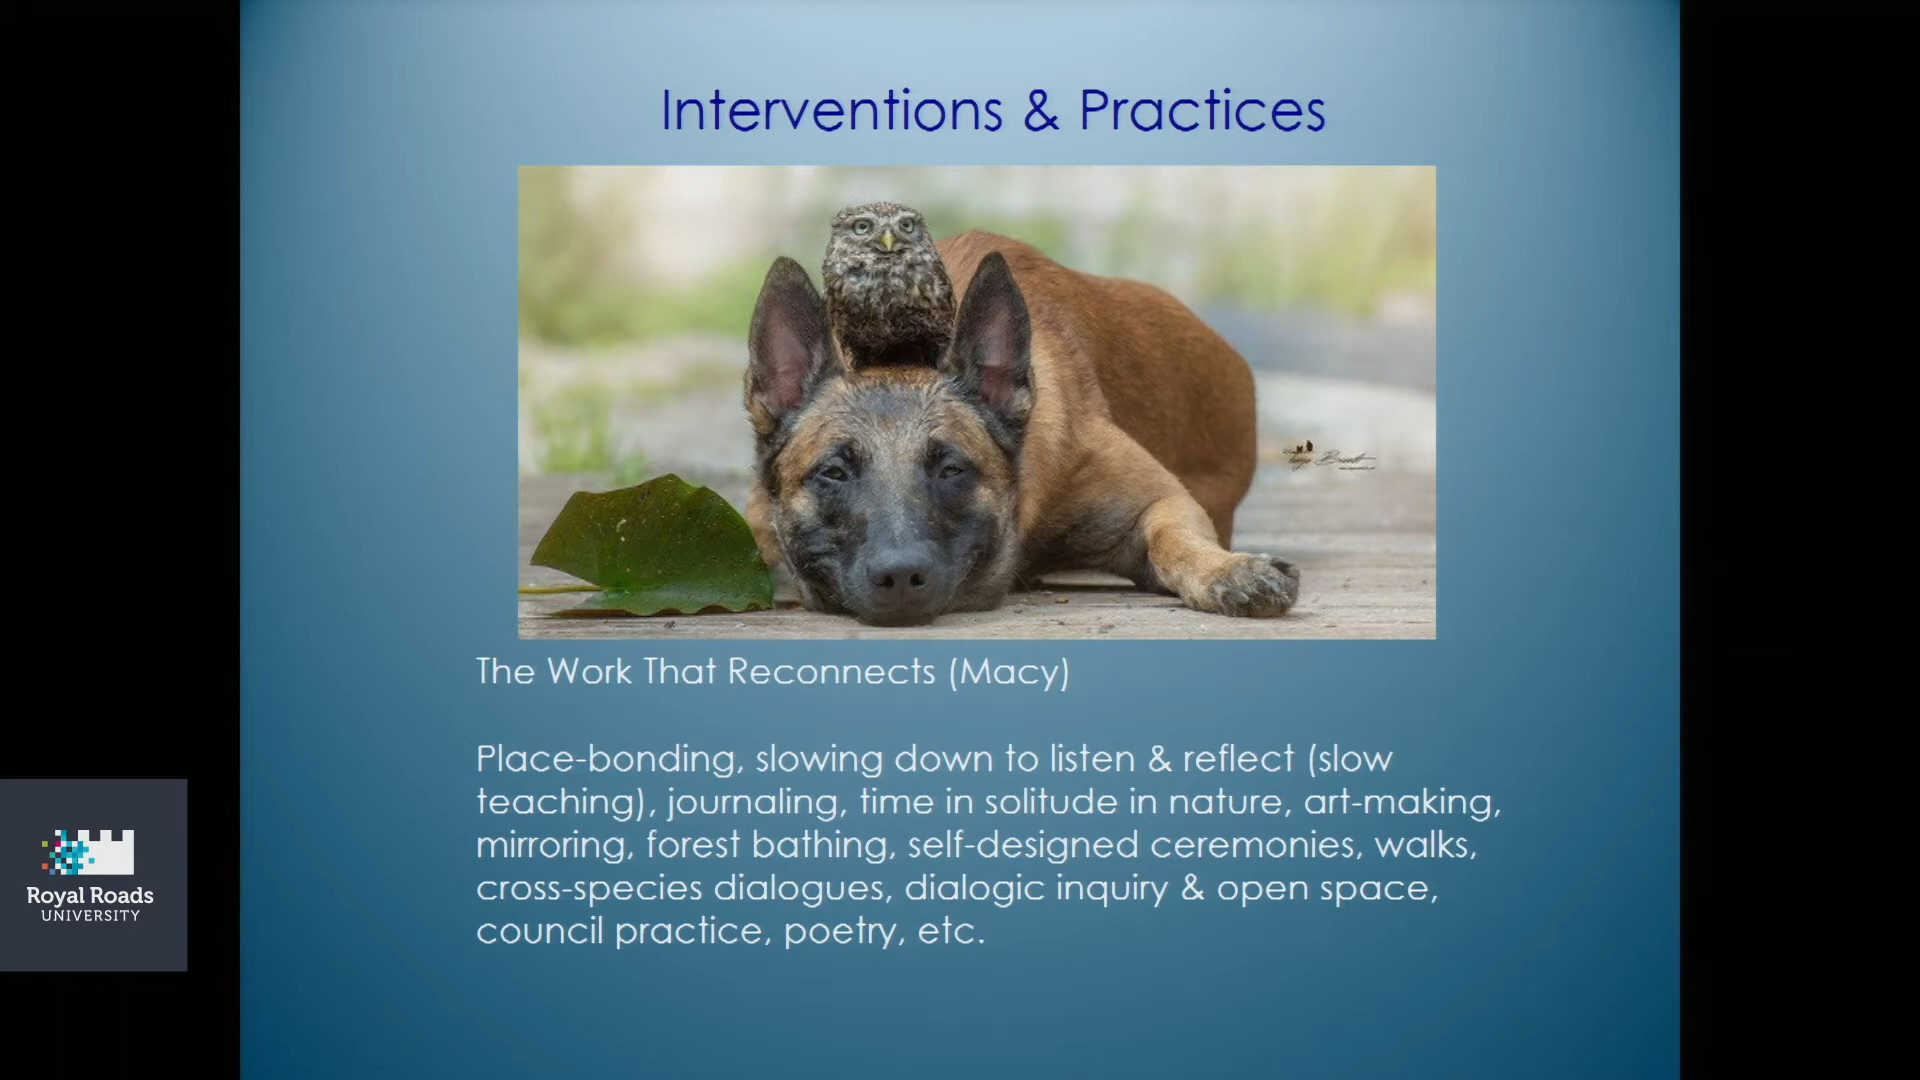 Interventions & Practices
The Work That Reconnects (Macy)
Place-bonding, slowing down to listen & reflect (slow
teaching), journaling, time in solitude in nature, art-making,
mirroring, forest bathing, self-designed ceremonies, walks,
cross-species dialogues, dialogic inquiry & open space,
council practice, poetry, etc.
Royal Roads
UNIVERSITY